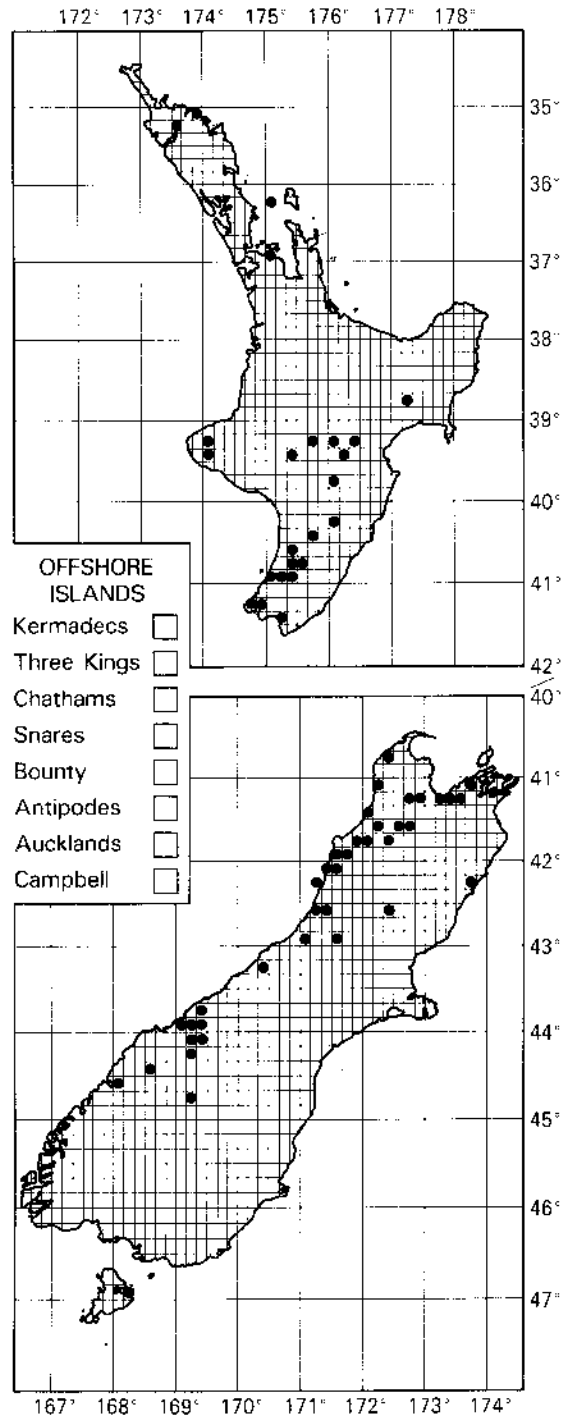 172° 173° 174° 175° 176° 177° 178°
35°
36°
37°
38°
39°
40°
41°
42°
OFFSHORE
ISLANDS
Kermadecs
Three Kings
Chathams
Snares
Bounty
Antipodes
Aucklands
Campbell
40°
41°
42°
43°
44°
45°
46°
47°
167° 168° 169° 170° 171° 172° 173° 174°